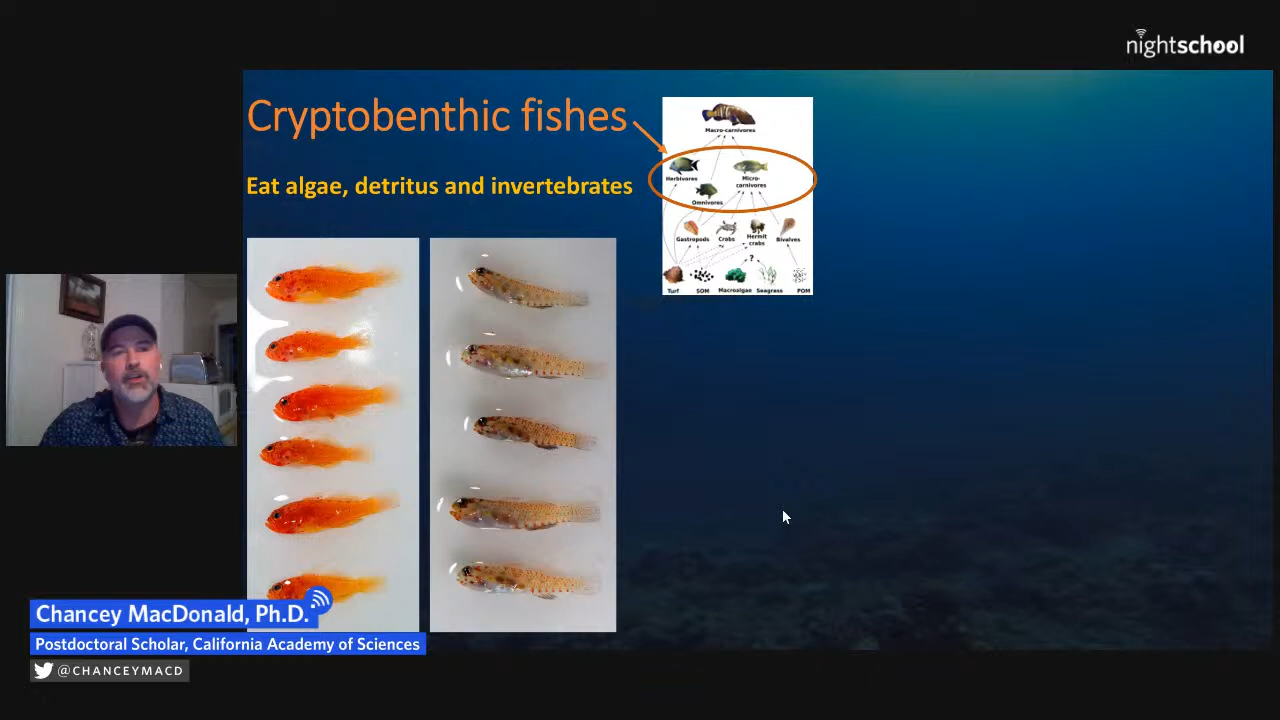 nightschool
Cryptobenthic fishes
Eat algae, detritus and invertebrates
Macro-carnivores
Herbivores
Micro-
carnivores
Omnivores
Gastropods
Crabs
Hermit
crabs
Bivalves
?
Turf
SOM
Macroalgae
Seagrass
POM
Chancey MacDonald, Ph.D.
Postdoctoral Scholar, California Academy of Sciences
@CHANCEYMACD